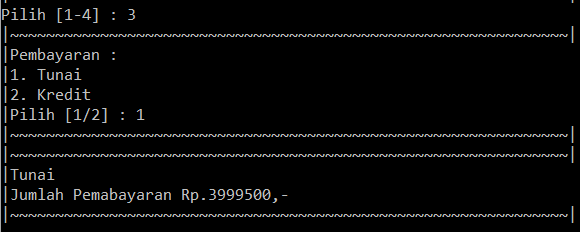 Pilih [1-4] : 3
|~~~~~~~~~~~~~~~~~~~~~~~~~~~~~~~~~~~~~~~~~~~~~~~~~~~~~~~~~~~~~~|
|Pembayaran :
|1. Tunai
|2. Kredit
|Pilih [1/2] : 1
|~~~~~~~~~~~~~~~~~~~~~~~~~~~~~~~~~~~~~~~~~~~~~~~~~~~~~~~~~~~~~~|
|~~~~~~~~~~~~~~~~~~~~~~~~~~~~~~~~~~~~~~~~~~~~~~~~~~~~~~~~~~~~~~|
|Tunai
|Jumlah Pemabayaran Rp.3999500,-
|~~~~~~~~~~~~~~~~~~~~~~~~~~~~~~~~~~~~~~~~~~~~~~~~~~~~~~~~~~~~~~|